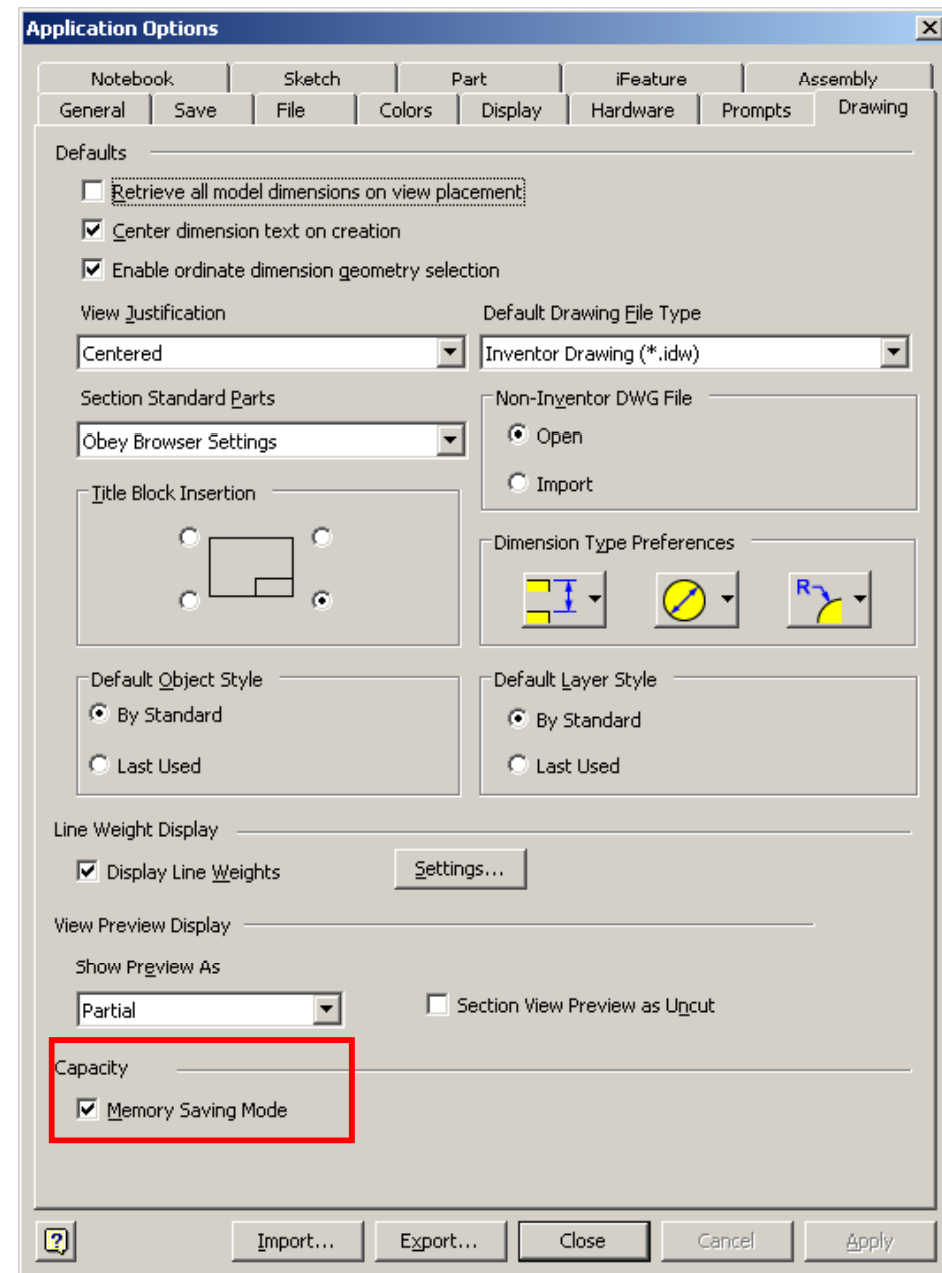 Application Options
Notebook Sketch Part iFeature Assembly
General Save File Colors Display Hardware Prompts Drawing
Defaults
Retrieve all model dimensions on view placement
Center dimension text on creation
Enable ordinate dimension geometry selection
View Justification Default Drawing File Type
Centered Inventor Drawing (*.idw)
Section Standard Parts Non-Inventor DWG File
Obey Browser Settings Open
Import
Title Block Insertion
Dimension Type Preferences
R
Default Object Style Default Layer Style
By Standard By Standard
Last Used Last Used
Line Weight Display
Display Line Weights Settings...
View Preview Display
Show Preview As
Partial Section View Preview as Uncut
Capacity
Memory Saving Mode
? Import... Export... Close Cancel Apply